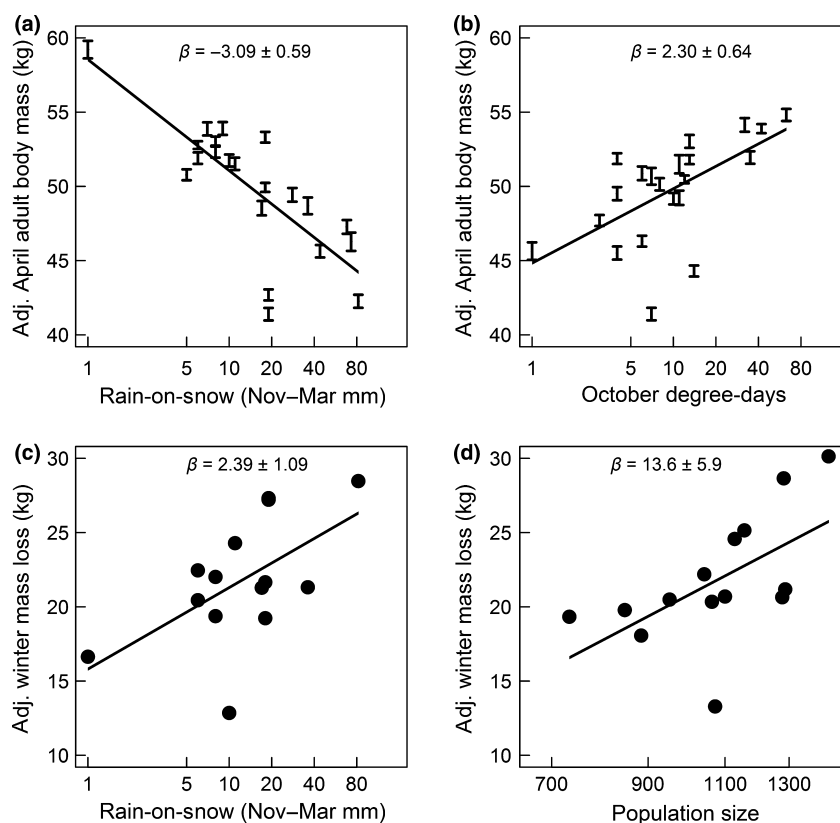 (a)
β = −3.09 ± 0.59
Adj. April adult body mass (kg)
60
55
50
45
40
1 5 10 20 40 80
Rain-on-snow (Nov–Mar mm)
(b)
β = 2.30 ± 0.64
Adj. April adult body mass (kg)
60
55
50
45
40
1 5 10 20 40 80
October degree-days
(c)
β = 2.39 ± 1.09
Adj. winter mass loss (kg)
30
25
20
15
10
1 5 10 20 40 80
Rain-on-snow (Nov–Mar mm)
(d)
β = 13.6 ± 5.9
Adj. winter mass loss (kg)
30
25
20
15
10
700 900 1100 1300
Population size